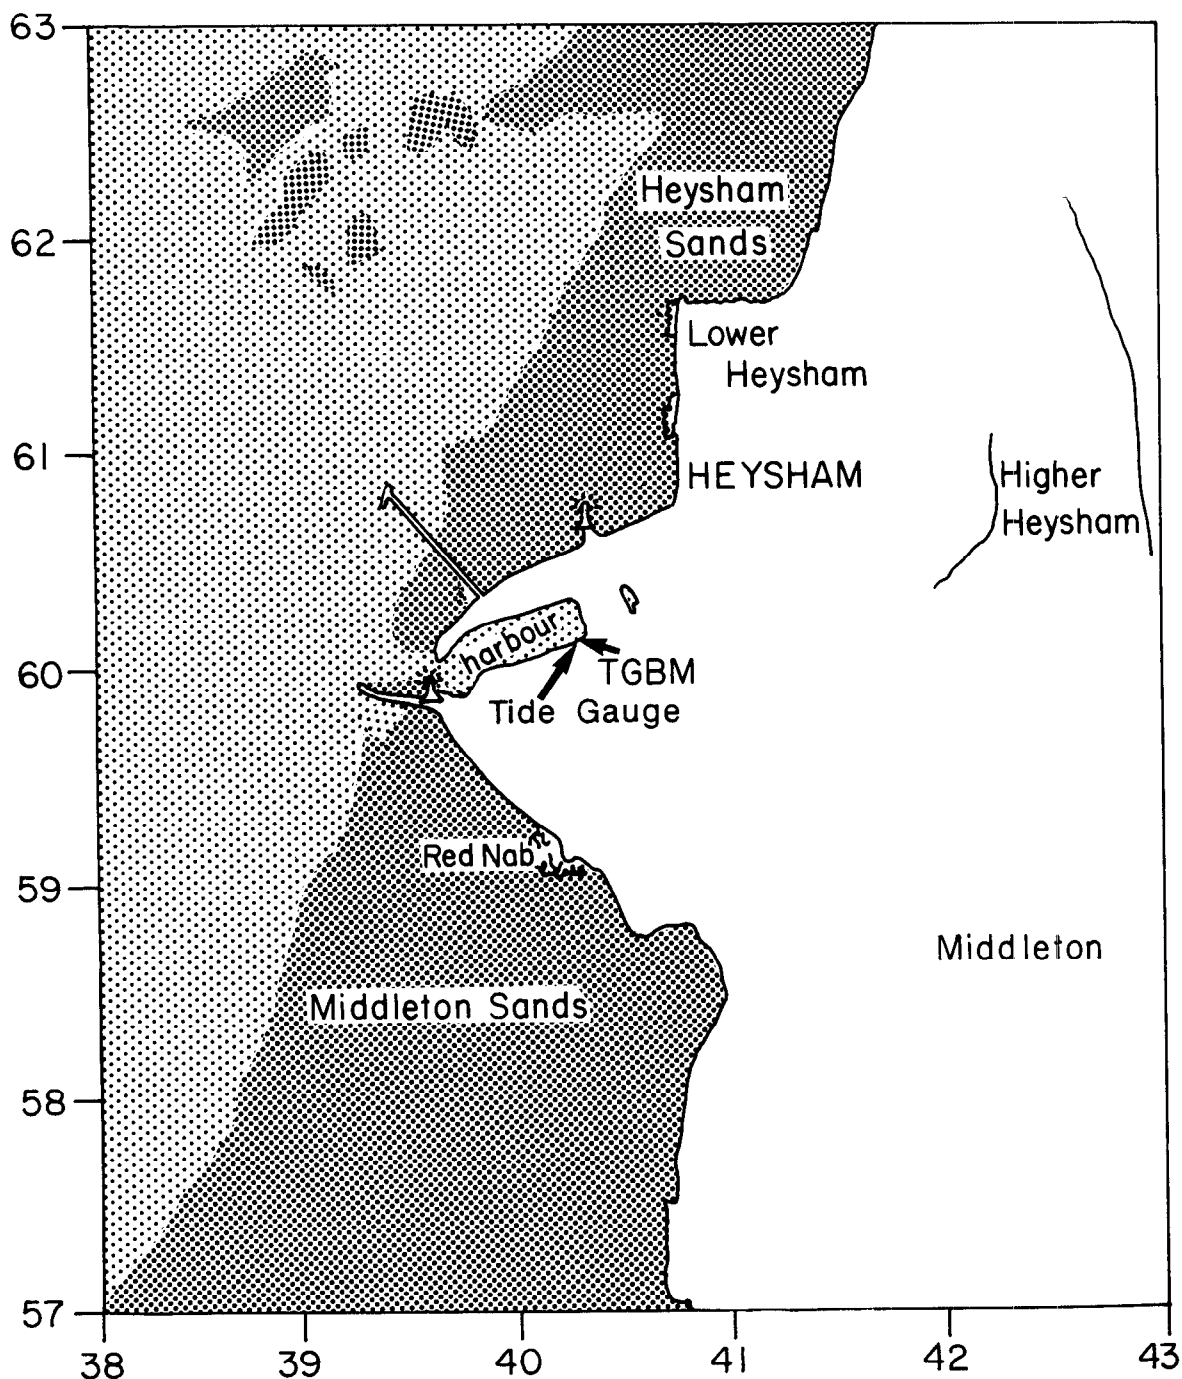 63
Heysham
Sands
62
Lower
Heysham
61
HEYSHAM
Higher
Heysham
harbour
60
TGBM
Tide Gauge
Red Nab
59
Middleton
Middleton Sands
58
57
38
39
40
41
42
43